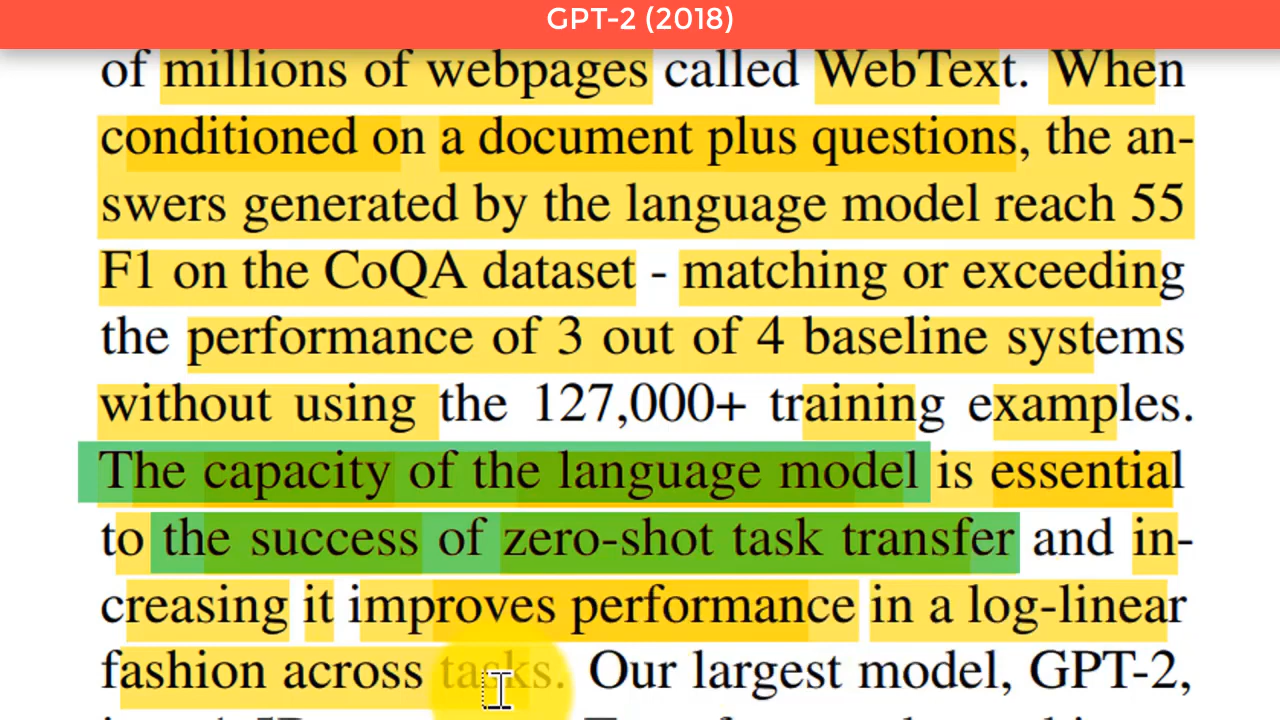 GPT-2 (2018)
of millions of webpages called WebText. When
conditioned on a document plus questions, the an-
swers generated by the language model reach 55
F1 on the CoQA dataset - matching or exceeding
the performance of 3 out of 4 baseline systems
without using the 127,000+ training examples.
The capacity of the language model is essential
to the success of zero-shot task transfer and in-
creasing it improves performance in a log-linear
fashion across tasks. Our largest model, GPT-2,